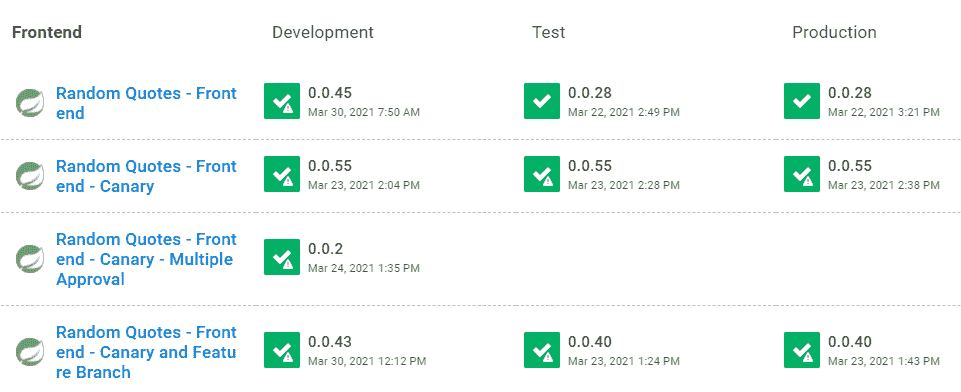 Frontend Development Test Production
Random Quotes - Front
end
0.0.45
Mar 30, 2021 7:50 AM
0.0.28
Mar 22, 2021 2:49 PM
0.0.28
Mar 22, 2021 3:21 PM
Random Quotes - Front
end - Canary
0.0.55
Mar 23, 2021 2:04 PM
0.0.55
Mar 23, 2021 2:28 PM
0.0.55
Mar 23, 2021 2:38 PM
Random Quotes - Front
end - Canary - Multiple
Approval
0.0.2
Mar 24, 2021 1:35 PM
Random Quotes - Front
end - Canary and Featu
re Branch
0.0.43
Mar 30, 2021 12:12 PM
0.0.40
Mar 23, 2021 1:24 PM
0.0.40
Mar 23, 2021 1:43 PM